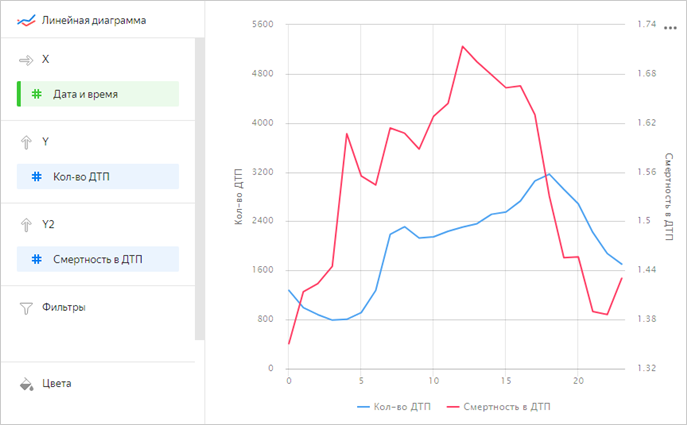 Линейная диаграмма
X
Дата и время
Y
Кол-во ДТП
Y2
Смертность в ДТП
Фильтры
Цвета
Кол-во ДТП
5600
4800
4000
3200
2400
1600
800
0
1.74
1.68
1.62
1.56
1.5
1.44
1.38
1.32
Смертность в ДТП
0 5 10 15 20
Кол-во ДТП Смертность в ДТП